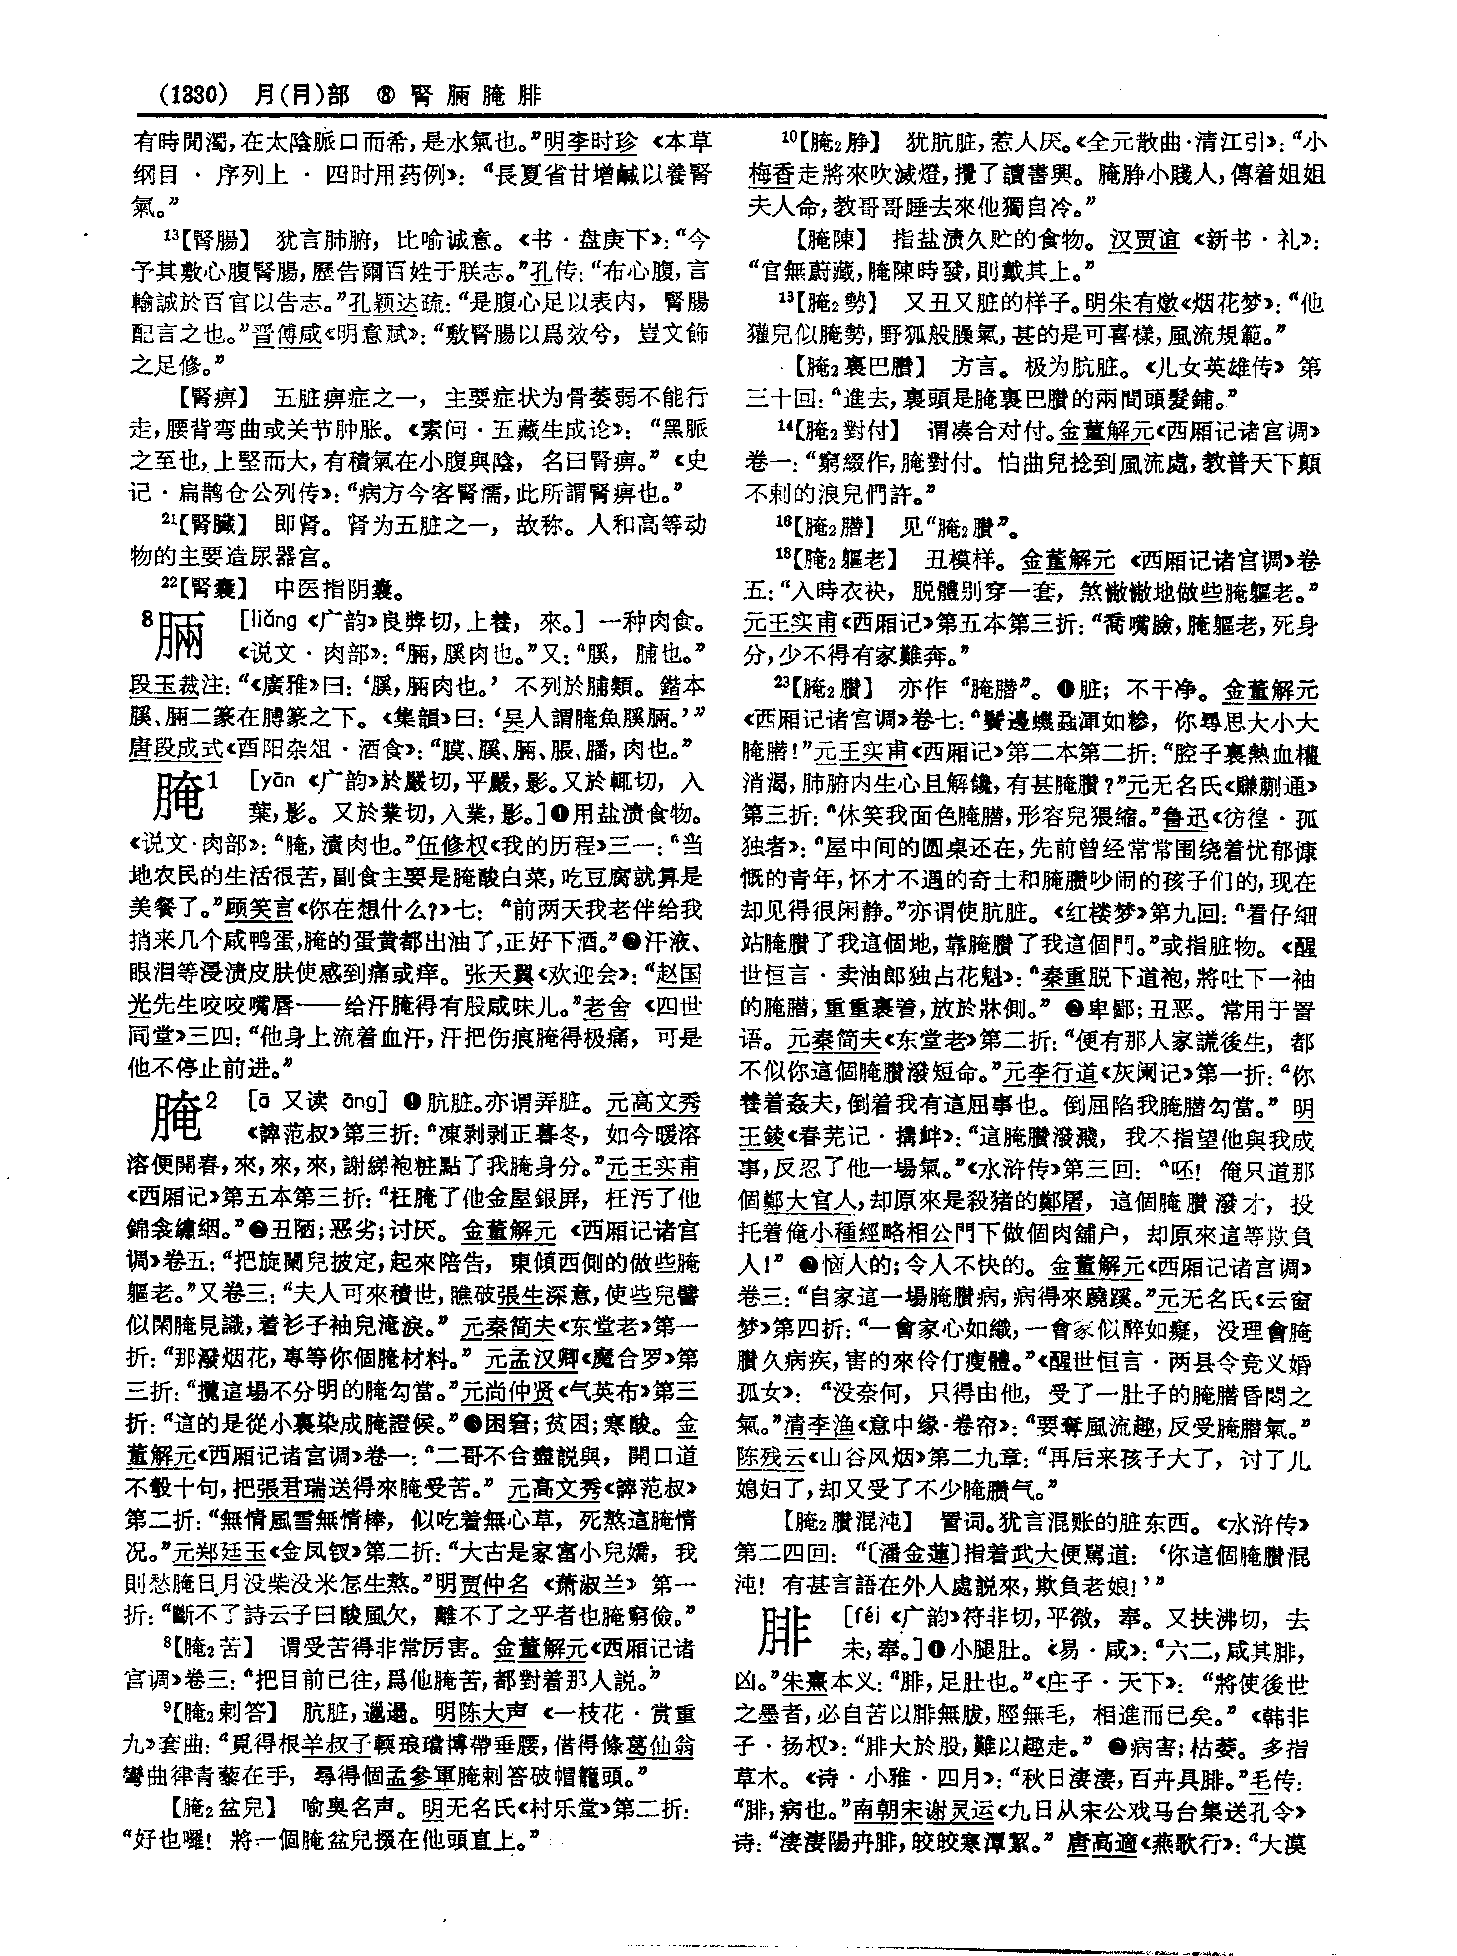 (1330) 月(⺼)部 ⑧ 腎 脼 腌 腓
有時聞濁,在太陰脈口而希,是水氣也。”明李时珍《本草
纲目·序列上·四时用药例》:“長夏省甘增鹹以養腎
氣。”
13【腎腸】 犹言肺腑,比喻诚意。《书·盘庚下》:“今
予其敷心腹腎腸,歷告爾百姓于朕志。”孔传:“布心腹,言
輸誠於百官以告志。”孔颖达疏:“是腹心足以表内,腎腸
配言之也。”晋傅咸《明意赋》:“敷腎腸以爲效兮,豈文飾
之足修。”
【腎痹】 五脏痹症之一,主要症状为骨萎弱不能行
走,腰背弯曲或关节肿胀。《素问·五藏生成论》:“黑脈
之至也,上堅而大,有積氣在小腹與陰,名曰腎痹。”《史
记·扁鹊仓公列传》:“病方今客腎濡,此所謂腎痹也。”
21【腎臟】 即肾。肾为五脏之一,故称。人和高等动
物的主要造尿器官。
22【腎囊】 中医指阴囊。
8脼 [liǎng《广韵》良弊切,上養,來。]一种肉食。
《说文·肉部》:“脼,膎肉也。”又:“膎,脯也。”
段玉裁注:“《廣雅》曰:‘膎,脼肉也。’不列於脯類。鍇本
膎、脼二篆在膊篆之下。《集韻》曰:‘吴人謂腌魚膎脼。’”
唐段成式《酉阳杂俎·酒食》:“膜、膎、脼、脹、膰,肉也。”
腌1 [yān《广韵》於嚴切,平嚴,影。又於輒切,入
葉,影。又於業切,入業,影。]❶用盐渍食物。
《说文·肉部》:“腌,漬肉也。”伍修权《我的历程》三一:“当
地农民的生活很苦,副食主要是腌酸白菜,吃豆腐就算是
美餐了。”顾笑言《你在想什么?》七:“前两天我老伴给我
捎来几个咸鸭蛋,腌的蛋黄都出油了,正好下酒。”❷汗液、
眼泪等浸渍皮肤使感到痛或痒。张天翼《欢迎会》:“赵国
光先生咬咬嘴唇——给汗腌得有股咸味儿。”老舍《四世
同堂》三四:“他身上流着血汗,汗把伤痕腌得极痛,可是
他不停止前进。”
腌2 [ā 又读 āng]❶肮脏。亦谓弄脏。元高文秀
《誶范叔》第三折:“凍剥剥正暮冬,如今暖溶
溶便開春,來,來,來,謝綈袍粧點了我腌身分。”元王实甫
《西厢记》第五本第三折:“枉腌了他金屋銀屏,枉污了他
錦衾繡裀。”❷丑陋;恶劣;讨厌。金董解元《西厢记诸宫
调》卷五:“把旋闌兒披定,起來陪告,東傾西側的做些腌
軀老。”又卷三:“夫人可來積世,瞧破張生深意,使些兒譬
似閑腌見識,着衫子袖兒淹淚。”元秦简夫《东堂老》第一
折:“那潑烟花,專等你個腌材料。”元孟汉卿《魔合罗》第
三折:“攬這場不分明的腌勾當。”元尚仲贤《气英布》第三
折:“這的是從小裏染成腌證候。”❸困窘;贫困;寒酸。金
董解元《西厢记诸宫调》卷一:“二哥不合盡説與,開口道
不彀十句,把張君瑞送得來腌受苦。”元高文秀《誶范叔》
第二折:“無情風雪無情棒,似吃着無心草,死熬這腌情
况。”元郑廷玉《金凤钗》第二折:“大古是家富小兒嬌,我
則愁腌日月没柴没米怎生熬。”明贾仲名《萧淑兰》第一
折:“斷不了詩云子曰酸風欠,離不了之乎者也腌窮儉。”
8【腌2苦】 谓受苦得非常厉害。金董解元《西厢记诸
宫调》卷三:“把目前已往,爲他腌苦,都對着那人説。”
9【腌2剌答】 肮脏,邋遢。明陈大声《一枝花·赏重
九》套曲:“覓得根羊叔子輕琅璫博帶垂腰,借得條葛仙翁
彎曲律青藜在手,尋得個孟參軍腌剌答破帽籠頭。”
【腌2盆兒】 喻臭名声。明无名氏《村乐堂》第二折:
“好也囉!將一個腌盆兒掇在他頭直上。”
10【腌2脝】 犹肮脏,惹人厌。《全元散曲·清江引》:“小
梅香走將來吹滅燈,攪了讀書興。腌脝小賤人,傳着姐姐
夫人命,教哥哥睡去來他獨自冷。”
【腌陳】 指盐渍久贮的食物。汉贾谊《新书·礼》:
“官無蔚藏,腌陳時發,則戴其上。”
13【腌2勢】 又丑又脏的样子。明朱有燉《烟花梦》:“他
獾兒似腌勢,野狐般臊氣,甚的是可喜樣,風流規範。”
【腌2裹巴臢】 方言。极为肮脏。《儿女英雄传》第
三十回:“進去,裏頭是腌裹巴臢的兩間頭髮鋪。”
14【腌2對付】 谓凑合对付。金董解元《西厢记诸宫调》
卷一:“窮綴作,腌對付。怕曲兒捻到風流處,教普天下顛
不剌的浪兒們許。”
16【腌2臜】 见“腌2臢”。
18【腌2軀老】 丑模样。金董解元《西厢记诸宫调》卷
五:“入時衣袂,脱體别穿一套,煞憿憿地做些腌軀老。”
元王实甫《西厢记》第五本第三折:“喬嘴臉,腌軀老,死身
分,少不得有家難奔。”
23【腌2臢】 亦作“腌臜”。❶脏;不干净。金董解元
《西厢记诸宫调》卷七:“鬢邊蟣蝨渾如糝,你尋思大小大
腌臜!”元王实甫《西厢记》第二本第二折:“腔子裏熱血權
消渴,肺腑内生心且解饞,有甚腌臢?”元无名氏《賺蒯通》
第三折:“休笑我面色腌臜,形容兒猥縮。”鲁迅《彷徨·孤
独者》:“屋中间的圆桌还在,先前曾经常常围绕着忧郁慷
慨的青年,怀才不遇的奇士和腌臢吵闹的孩子们的,现在
却见得很闲静。”亦谓使肮脏。《红楼梦》第九回:“看仔細
站腌臢了我這個地,靠腌臢了我這個門。”或指脏物。《醒
世恒言·卖油郎独占花魁》:“秦重脱下道袍,將吐下一袖
的腌臜,重重裹着,放於牀側。”❷卑鄙;丑恶。常用于詈
语。元秦简夫《东堂老》第二折:“便有那人家謊後生,都
不似你這個腌臢潑短命。”元李行道《灰阑记》第一折:“你
養着姦夫,倒着我有這屈事也。倒屈陷我腌臜勾當。”明
王錂《春芜记·搆衅》:“這腌臢潑濺,我不指望他與我成
事,反忍了他一場氣。”《水浒传》第三回:“呸!俺只道那
個鄭大官人,却原來是殺猪的鄭屠,這個腌臢潑才,投
托着俺小種經略相公門下做個肉舖户,却原來這等欺負
人!”❸恼人的;令人不快的。金董解元《西厢记诸宫调》
卷三:“自家這一場腌臢病,病得來蹺蹊。”元无名氏《云窗
梦》第四折:“一會家心如織,一會家似醉如癡,没理會腌
臢久病疾,害的來伶仃瘦體。”《醒世恒言·两县令竞义婚
孤女》:“没奈何,只得由他,受了一肚子的腌臜昏悶之
氣。”清李渔《意中缘·卷帘》:“要奪風流趣,反受腌臜氣。”
陈残云《山谷风烟》第二九章:“再后来孩子大了,讨了儿
媳妇了,却又受了不少腌臢气。”
【腌2臢混沌】 詈词。犹言混账的脏东西。《水浒传》
第二四回:“〔潘金蓮〕指着武大便駡道:‘你這個腌臢混
沌!有甚言語在外人處説來,欺負老娘!’”
腓 [féi《广韵》符非切,平微,奉。又扶沸切,去
未,奉。]❶小腿肚。《易·咸》:“六二,咸其腓,
凶。”朱熹本义:“腓,足肚也。”《庄子·天下》:“將使後世
之墨者,必自苦以腓無胈,脛無毛,相進而已矣。”《韩非
子·扬权》:“腓大於股,難以趣走。”❷病害;枯萎。多指
草木。《诗·小雅·四月》:“秋日淒淒,百卉具腓。”毛传:
“腓,病也。”南朝宋谢灵运《九日从宋公戏马台集送孔令》
诗:“淒淒陽卉腓,皎皎寒潭絜。”唐高適《燕歌行》:“大漠